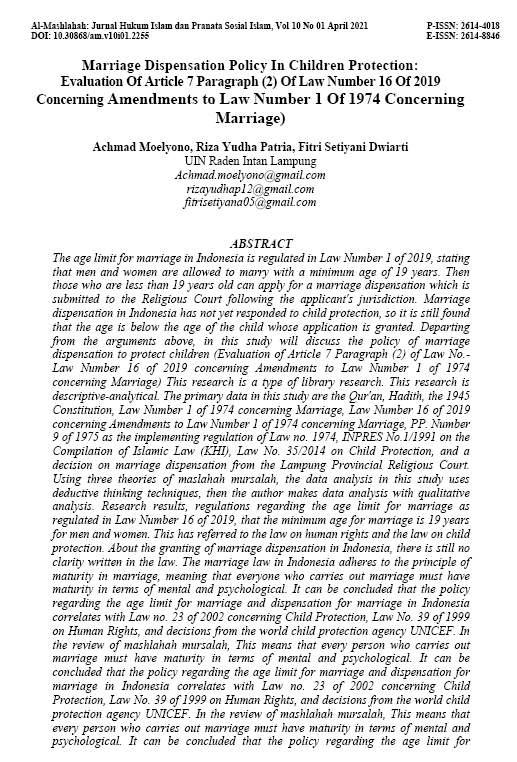 Al-Mashlahah: Jurnal Hukum Islam dan Pranata Sosial Islam, Vol 10 No 01 April 2021 P-ISSN: 2614-4018
DOI: 10.30868/am.v10i01.2255 E-ISSN: 2614-8846
Marriage Dispensation Policy In Children Protection:
Evaluation Of Article 7 Paragraph (2) Of Law Number 16 Of 2019
Concerning Amendments to Law Number 1 Of 1974 Concerning
Marriage)
Achmad Moelyono, Riza Yudha Patria, Fitri Setiyani Dwiarti
UIN Raden Intan Lampung
Achmad.moelyono@gmail.com
rizayudhap12@gmail.com
fitrisetiyana05@gmail.com
ABSTRACT
The age limit for marriage in Indonesia is regulated in Law Number 1 of 2019, stating
that men and women are allowed to marry with a minimum age of 19 years. Then
those who are less than 19 years old can apply for a marriage dispensation which is
submitted to the Religious Court following the applicant's jurisdiction. Marriage
dispensation in Indonesia has not yet responded to child protection, so it is still found
that the age is below the age of the child whose application is granted. Departing
from the arguments above, in this study will discuss the policy of marriage
dispensation to protect children (Evaluation of Article 7 Paragraph (2) of Law No.-
Law Number 16 of 2019 concerning Amendments to Law Number 1 of 1974
concerning Marriage) This research is a type of library research. This research is
descriptive-analytical. The primary data in this study are the Qur'an, Hadith, the 1945
Constitution, Law Number 1 of 1974 concerning Marriage, Law Number 16 of 2019
concerning Amendments to Law Number 1 of 1974 concerning Marriage, PP. Number
9 of 1975 as the implementing regulation of Law no. 1974, INPRES No.1/1991 on the
Compilation of Islamic Law (KHI), Law No. 35/2014 on Child Protection, and a
decision on marriage dispensation from the Lampung Provincial Religious Court.
Using three theories of maslahah mursalah, the data analysis in this study uses
deductive thinking techniques, then the author makes data analysis with qualitative
analysis. Research results, regulations regarding the age limit for marriage as
regulated in Law Number 16 of 2019, that the minimum age for marriage is 19 years
for men and women. This has referred to the law on human rights and the law on child
protection. About the granting of marriage dispensation in Indonesia, there is still no
clarity written in the law. The marriage law in Indonesia adheres to the principle of
maturity in marriage, meaning that everyone who carries out marriage must have
maturity in terms of mental and psychological. It can be concluded that the policy
regarding the age limit for marriage and dispensation for marriage in Indonesia
correlates with Law no. 23 of 2002 concerning Child Protection, Law No. 39 of 1999
on Human Rights, and decisions from the world child protection agency UNICEF. In
the review of mashlahah mursalah, This means that every person who carries out
marriage must have maturity in terms of mental and psychological. It can be
concluded that the policy regarding the age limit for marriage and dispensation for
marriage in Indonesia correlates with Law no. 23 of 2002 concerning Child
Protection, Law No. 39 of 1999 on Human Rights, and decisions from the world child
protection agency UNICEF. In the review of mashlahah mursalah, This means that
every person who carries out marriage must have maturity in terms of mental and
psychological. It can be concluded that the policy regarding the age limit for